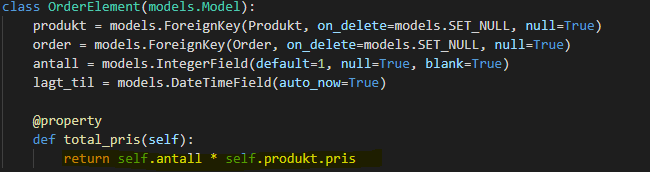 class OrderElement(models.Model):
    produkt = models.ForeignKey(Produkt, on_delete=models.SET_NULL, null=True)
    order = models.ForeignKey(Order, on_delete=models.SET_NULL, null=True)
    antall = models.IntegerField(default=1, null=True, blank=True)
    lagt_til = models.DateTimeField(auto_now=True)

    @property
    def total_pris(self):
        return self.antall * self.produkt.pris